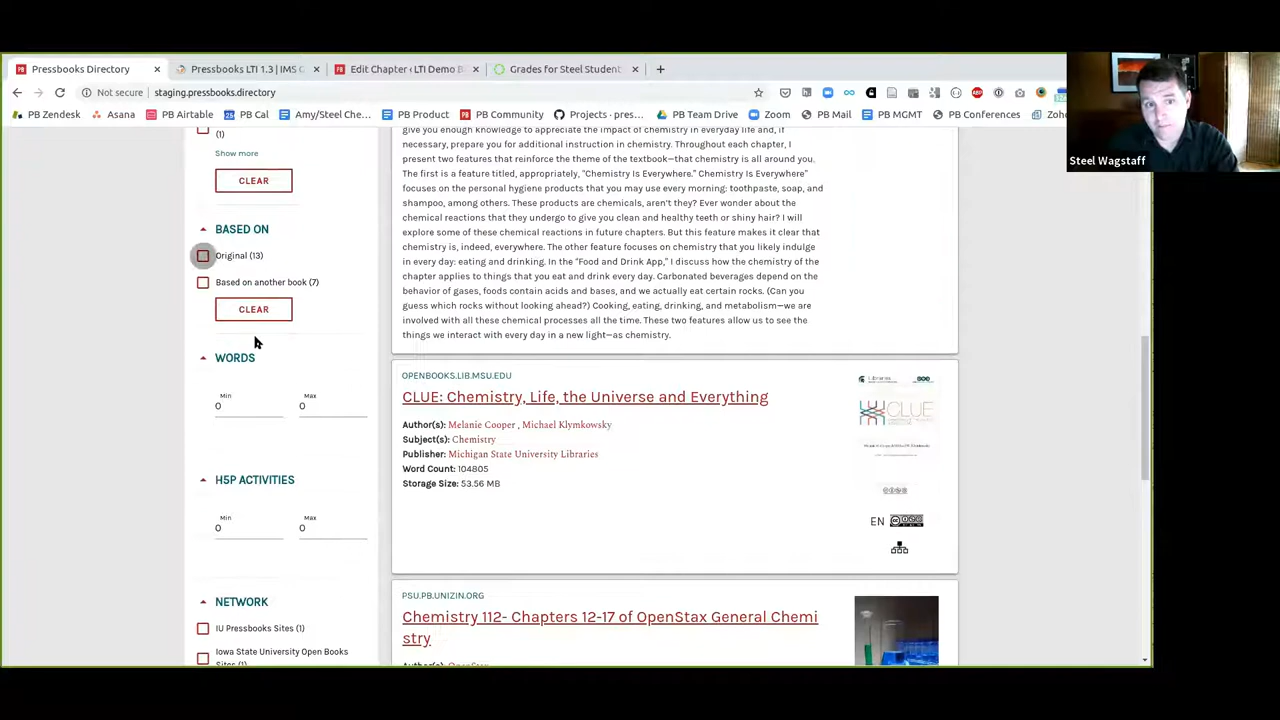 Pressbooks Directory
Pressbooks LTI 1.3 | IMS G
Edit Chapter ‹ LTI Demo B
Grades for Steel Student
Not secure
staging.pressbooks.directory
PB Zendesk
Asana
PB Airtable
PB Cal
Amy/Steel Che...
PB Product
PB Community
Projects · pres...
PB Team Drive
Zoom
PB Mail
PB MGMT
PB Conferences
Zoh
Steel Wagstaff
(1)
Show more
CLEAR
BASED ON
Original (13)
Based on another book (7)
CLEAR
WORDS
Min
Max
0
0
H5P ACTIVITIES
Min
Max
0
0
NETWORK
IU Pressbooks Sites (1)
Iowa State University Open Books
Sites (1)
give you enough knowledge to appreciate the impact of chemistry in everyday life and, if
necessary, prepare you for additional instruction in chemistry. Throughout each chapter, I
present two features that reinforce the theme of the textbook—that chemistry is all around you.
The first is a feature titled, appropriately, "Chemistry Is Everywhere." Chemistry Is Everywhere"
focuses on the personal hygiene products that you may use every morning: toothpaste, soap, and
shampoo, among others. These products are chemicals, aren't they? Ever wonder about the
chemical reactions that they undergo to give you clean and healthy teeth or shiny hair? I will
explore some of these chemical reactions in future chapters. But this feature makes it clear that
chemistry is, indeed, everywhere. The other feature focuses on chemistry that you likely indulge
in every day: eating and drinking. In the "Food and Drink App," I discuss how the chemistry of the
chapter applies to things that you eat and drink every day. Carbonated beverages depend on the
behavior of gases, foods contain acids and bases, and we actually eat certain rocks. (Can you
guess which rocks without looking ahead?) Cooking, eating, drinking, and metabolism—we are
involved with all these chemical processes all the time. These two features allow us to see the
things we interact with every day in a new light—as chemistry.
OPENBOOKS.LIB.MSU.EDU
CLUE: Chemistry, Life, the Universe and Everything
Author(s): Melanie Cooper , Michael Klymkowsky
Subject(s): Chemistry
Publisher: Michigan State University Libraries
Word Count: 104805
Storage Size: 53.56 MB
Libraries
CLUE
EN
PSU.PB.UNIZIN.ORG
Chemistry 112- Chapters 12-17 of OpenStax General Chemi
stry
Author(s): OpenStax